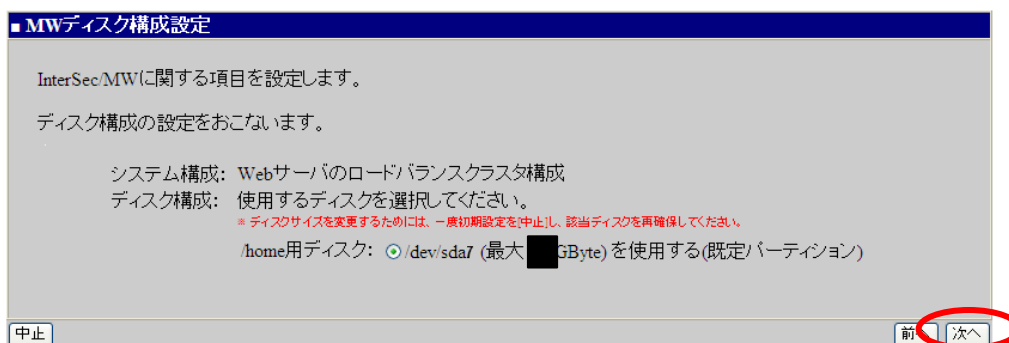 ■ MWディスク構成設定
InterSec/MWに関する項目を設定します。
ディスク構成の設定をおこないます。
システム構成: Webサーバのロードバランスクラスタ構成
ディスク構成: 使用するディスクを選択してください。
※ ディスクサイズを変更するためには、一度初期設定を[中止]し、該当ディスクを再確保してください。
/home用ディスク: /dev/sda7 (最大 GByte)を使用する(既定パーティション)
中止 前へ 次へ